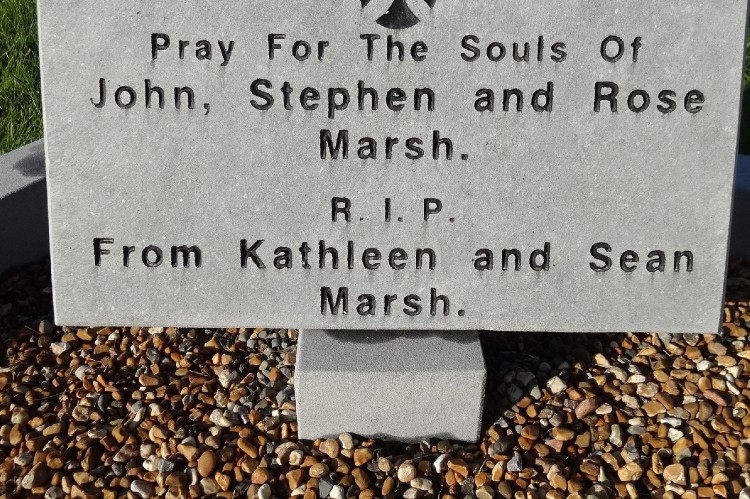 Pray For The Souls Of
John, Stephen and Rose
Marsh.
R. I. P.
From Kathleen and Sean
Marsh.